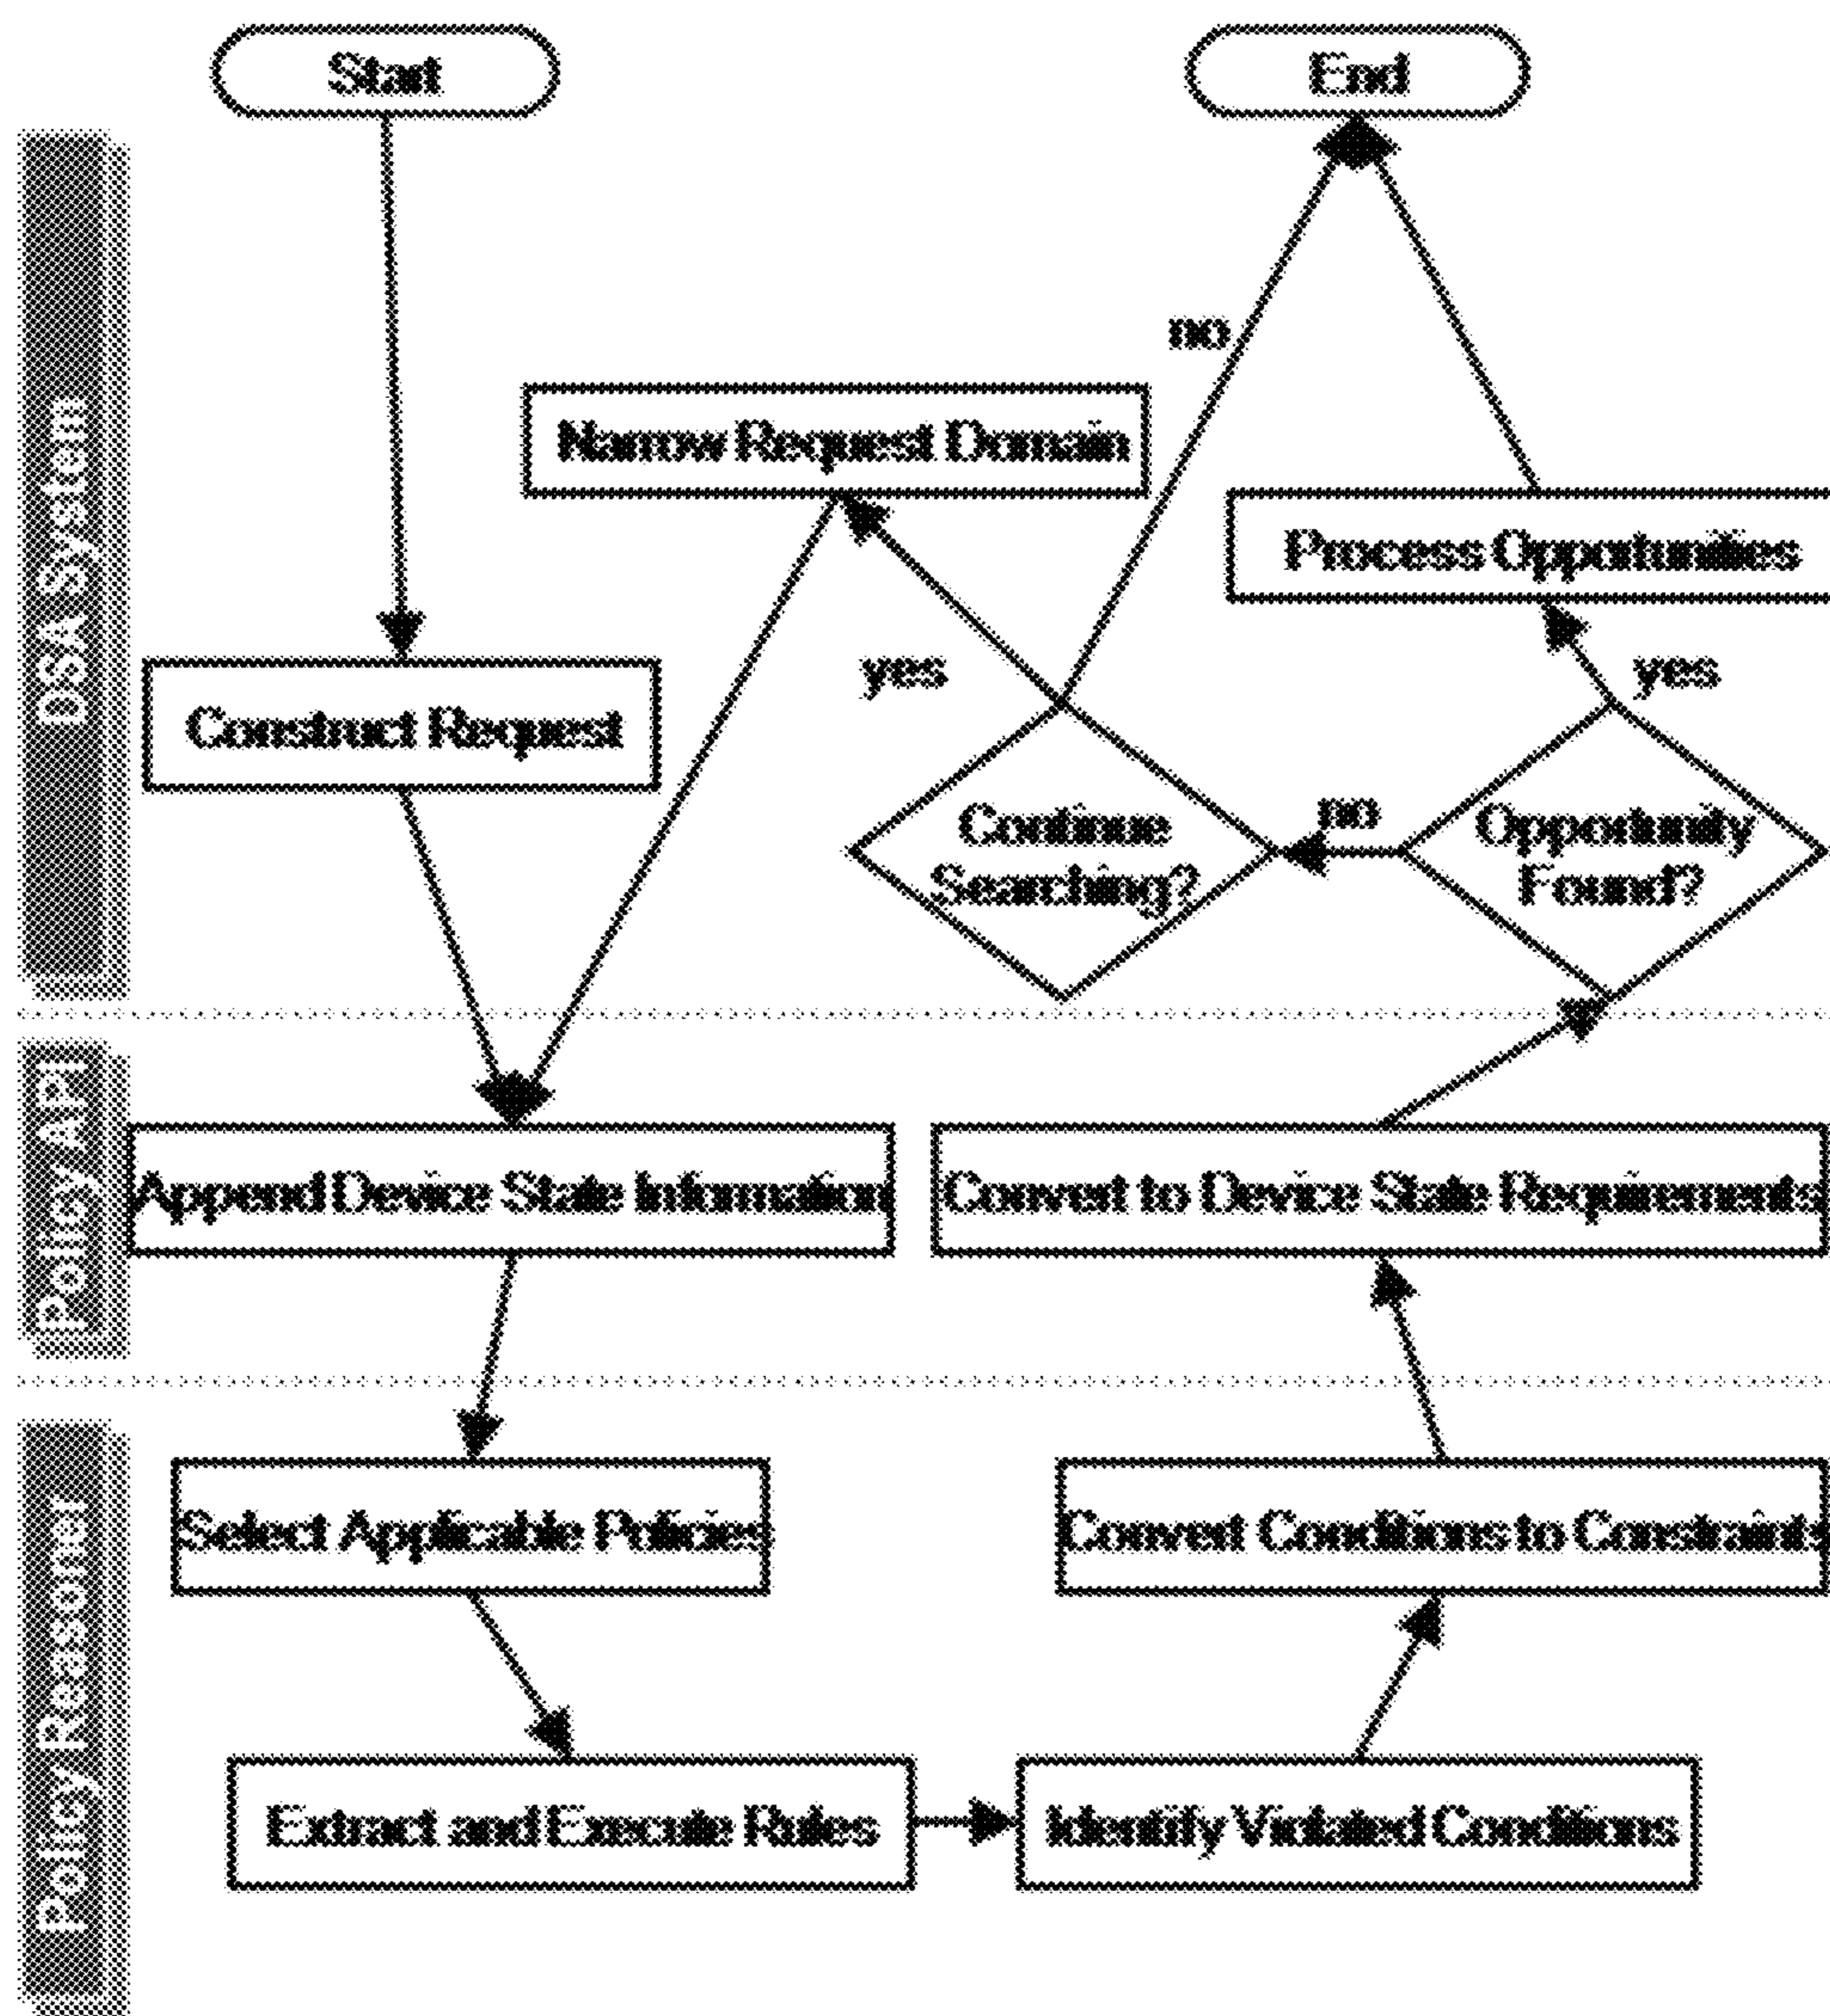 Start
End
no
Narrow Request Domain
Process Opportunities
yes
yes
Construct Request
Continue
Searching?
no
Opportunity
Found?
DSA System
Append Device State Information
Convert to Device State Requirements
Policy API
Select Applicable Policies
Convert Conditions to Constraints
Extract and Execute Rules
Identify Violated Conditions
Policy Reasoner